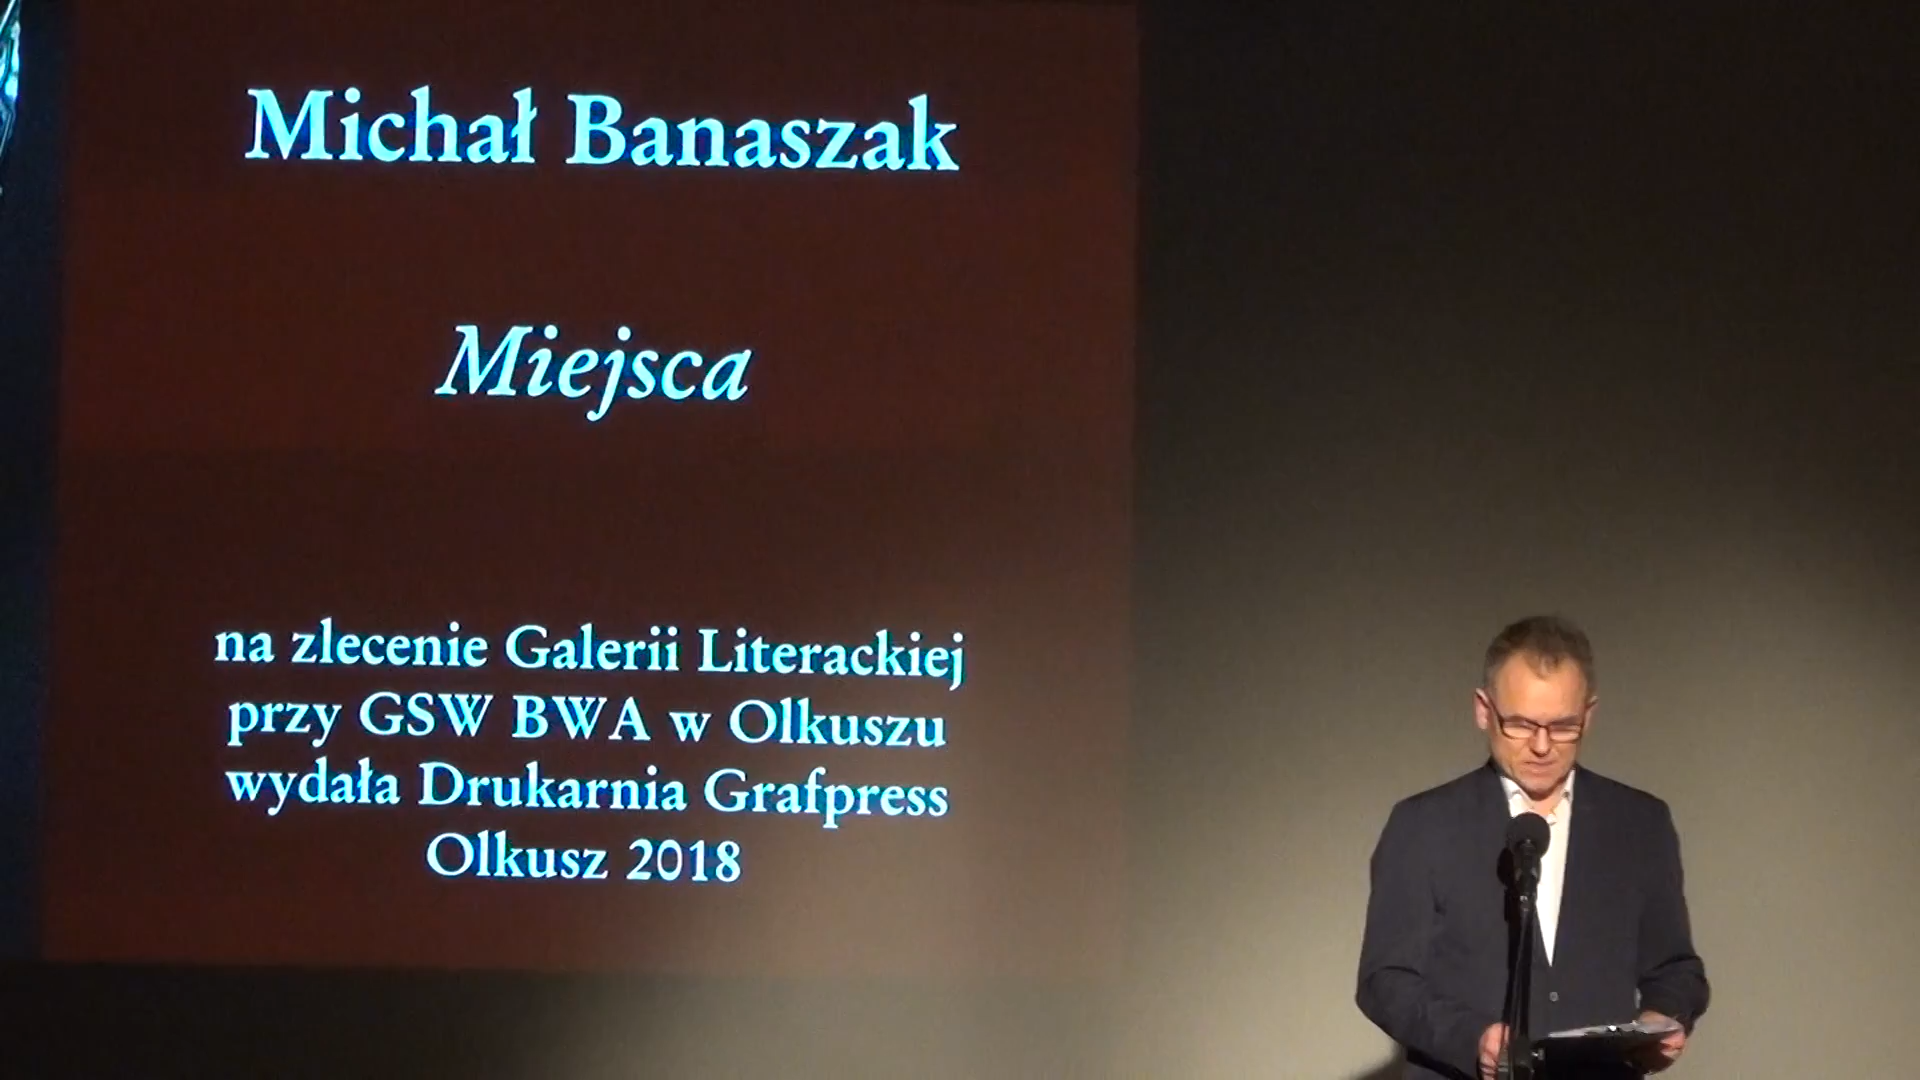 Michał Banaszak
Miejsca
na zlecenie Galerii Literackiej
przy GSW BWA w Olkuszu
wydała Drukarnia Grafpress
Olkusz 2018